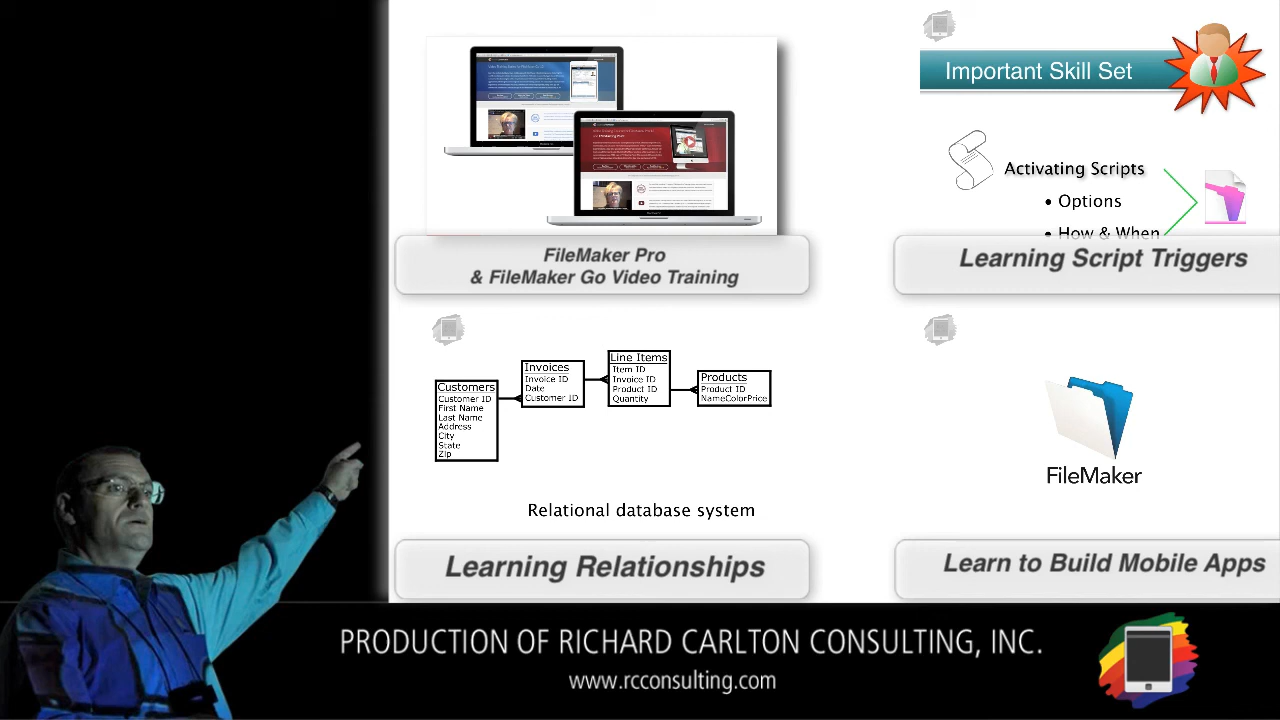 Important Skill Set
Activating Scripts
• Options
• How & When
FileMaker Pro
& FileMaker Go Video Training
Learning Script Triggers
Customers
Customer ID
First Name
Last Name
Address
City
State
Zip
Invoices
Invoice ID
Date
Customer ID
Line Items
Item ID
Invoice ID
Product ID
Quantity
Products
Product ID
NameColorPrice
Relational database system
FileMaker
Learning Relationships
Learn to Build Mobile Apps
PRODUCTION OF RICHARD CARLTON CONSULTING, INC.
www.rcconsulting.com